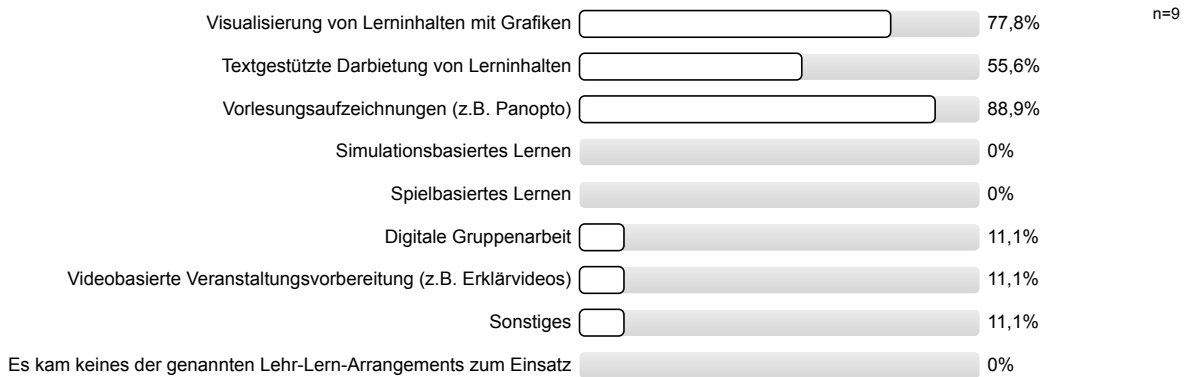 Visualisierung von Lerninhalten mit Grafiken 77,8% n=9
Textgestützte Darbietung von Lerninhalten 55,6%
Vorlesungsaufzeichnungen (z.B. Panopto) 88,9%
Simulationsbasiertes Lernen 0%
Spielbasiertes Lernen 0%
Digitale Gruppenarbeit 11,1%
Videobasierte Veranstaltungsvorbereitung (z.B. Erklärvideos) 11,1%
Sonstiges 11,1%
Es kam keines der genannten Lehr-Lern-Arrangements zum Einsatz 0%